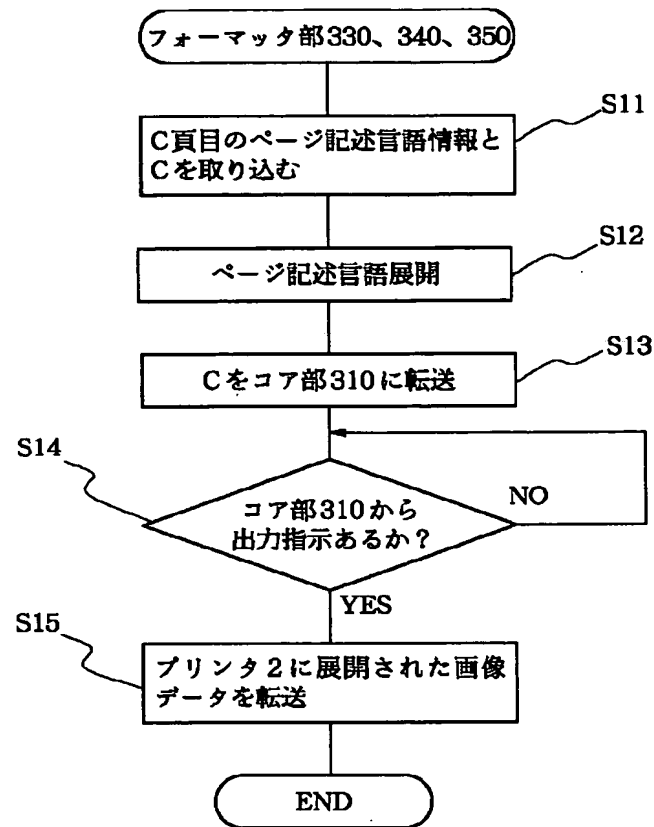 フォーマッタ部330、340、350
S11
C頁目のページ記述言語情報と
Cを取り込む
S12
ページ記述言語展開
S13
Cをコア部310に転送
S14
コア部310から
出力指示あるか？
NO
YES
S15
プリンタ2に展開された画像
データを転送
END